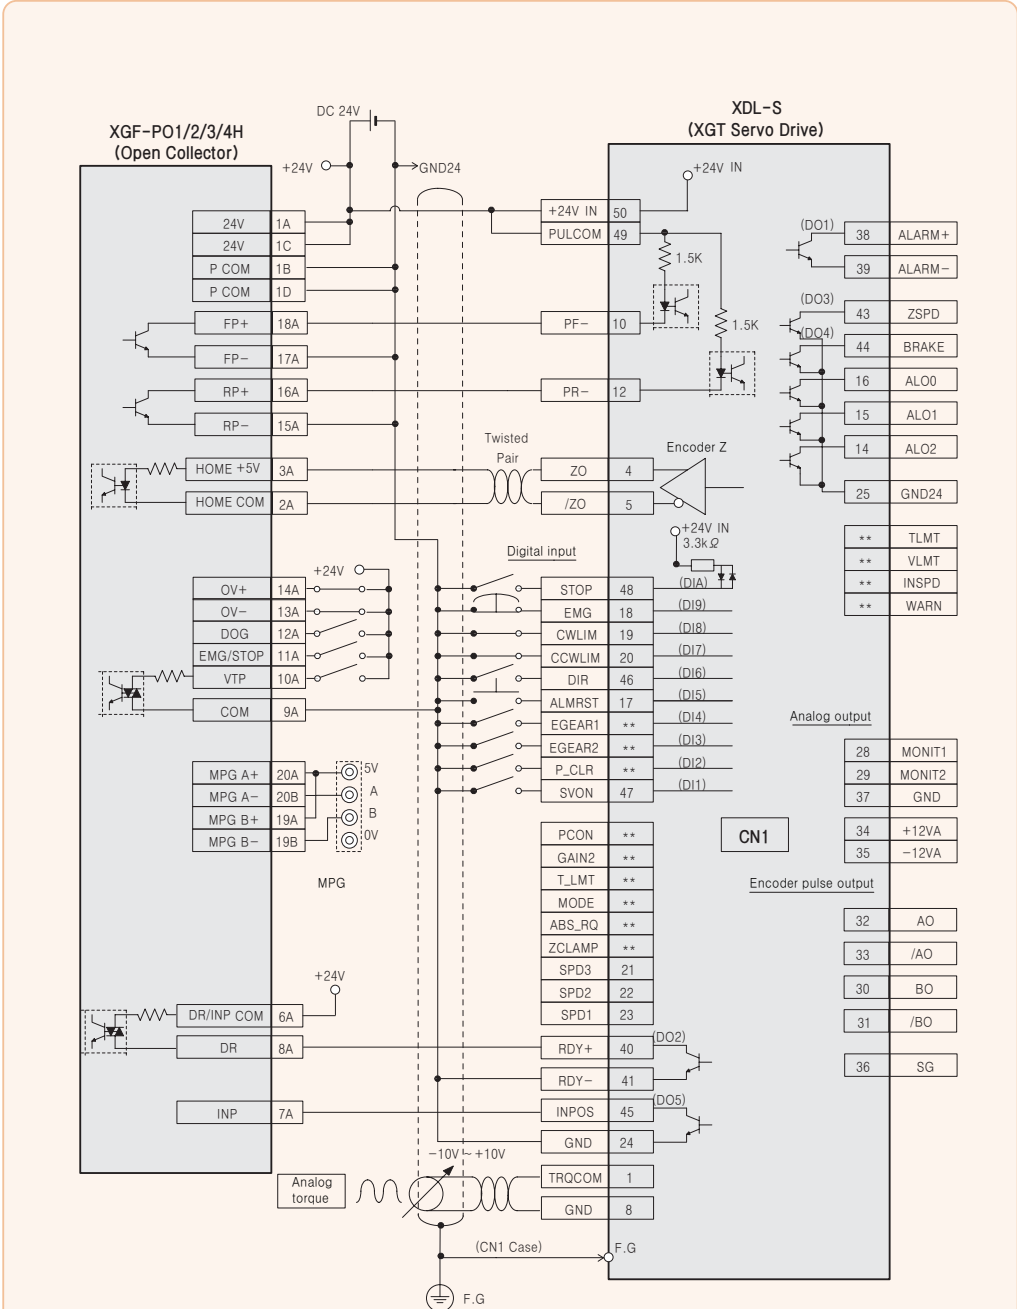 DC 24V
XGF-PO1/2/3/4H
(Open Collector)
XDL-S
(XGT Servo Drive)
+24V
GND24
+24V IN
24V 1A
24V 1C
P COM 1B
P COM 1D
FP+ 18A
FP- 17A
RP+ 16A
RP- 15A
HOME +5V 3A
HOME COM 2A
+24V
OV+ 14A
OV- 13A
DOG 12A
EMG/STOP 11A
VTP 10A
COM 9A
MPG A+ 20A
MPG A- 20B
MPG B+ 19A
MPG B- 19B
5V
A
B
0V
MPG
+24V
DR/INP COM 6A
DR 8A
INP 7A
Analog
torque
-10V ~ +10V
Twisted
Pair
Digital input
+24V IN 50
PULCOM 49
1.5K
PF- 10
1.5K
PR- 12
Encoder Z
ZO 4
/ZO 5
+24V IN
3.3kΩ
STOP 48 (DIA)
EMG 18 (DI9)
CWLIM 19 (DI8)
CCWLIM 20 (DI7)
DIR 46 (DI6)
ALMRST 17 (DI5)
EGEAR1 ** (DI4)
EGEAR2 ** (DI3)
P_CLR ** (DI2)
SVON 47 (DI1)
PCON **
GAIN2 **
T_LMT **
MODE **
ABS_RQ **
ZCLAMP **
SPD3 21
SPD2 22
SPD1 23
RDY+ 40 (DO2)
RDY- 41
INPOS 45 (DO5)
GND 24
TRQCOM 1
GND 8
(CN1 Case)
F.G
F.G
CN1
(DO1)
38 ALARM+
39 ALARM-
(DO3)
43 ZSPD
(DO4)
44 BRAKE
16 ALO0
15 ALO1
14 ALO2
25 GND24
** TLMT
** VLMT
** INSPD
** WARN
Analog output
28 MONIT1
29 MONIT2
37 GND
34 +12VA
35 -12VA
Encoder pulse output
32 AO
33 /AO
30 BO
31 /BO
36 SG